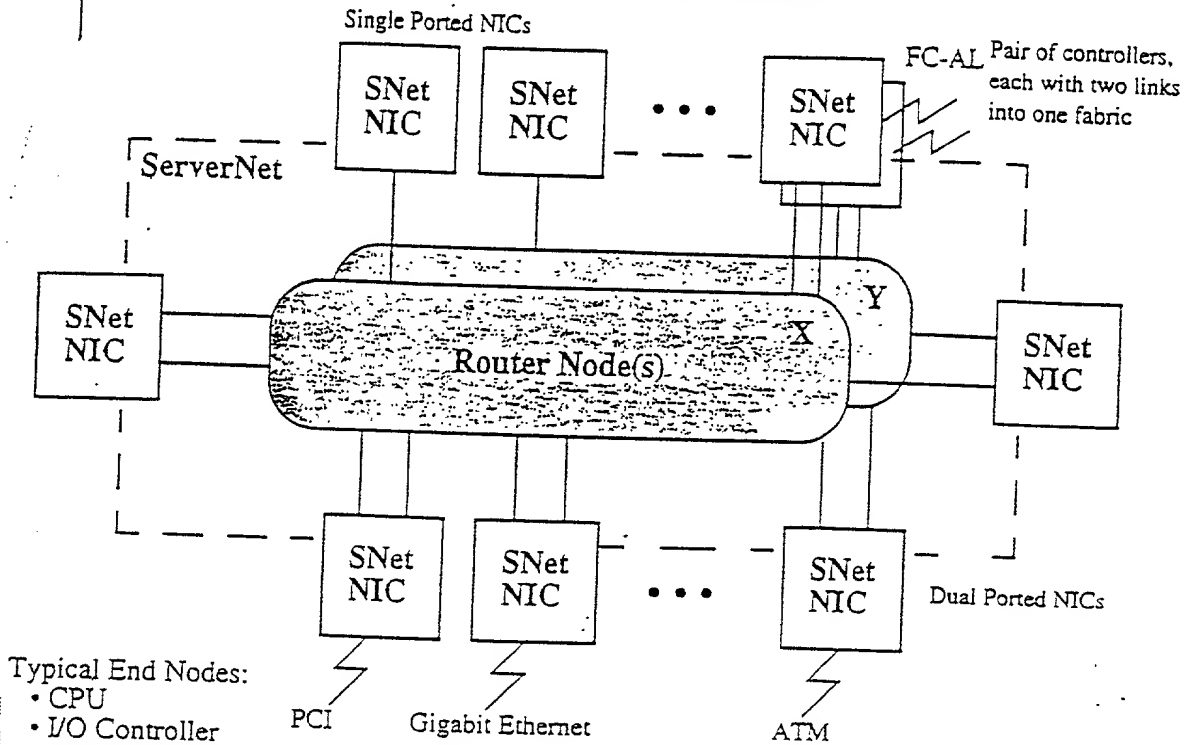 Single Ported NICs
FC-AL
Pair of controllers,
each with two links
into one fabric
SNet
NIC
SNet
NIC
• • •
SNet
NIC
ServerNet
SNet
NIC
Y
X
Router Node(s)
SNet
NIC
SNet
NIC
SNet
NIC
• • •
SNet
NIC
Dual Ported NICs
Typical End Nodes:
• CPU
• I/O Controller
PCI
Gigabit Ethernet
ATM